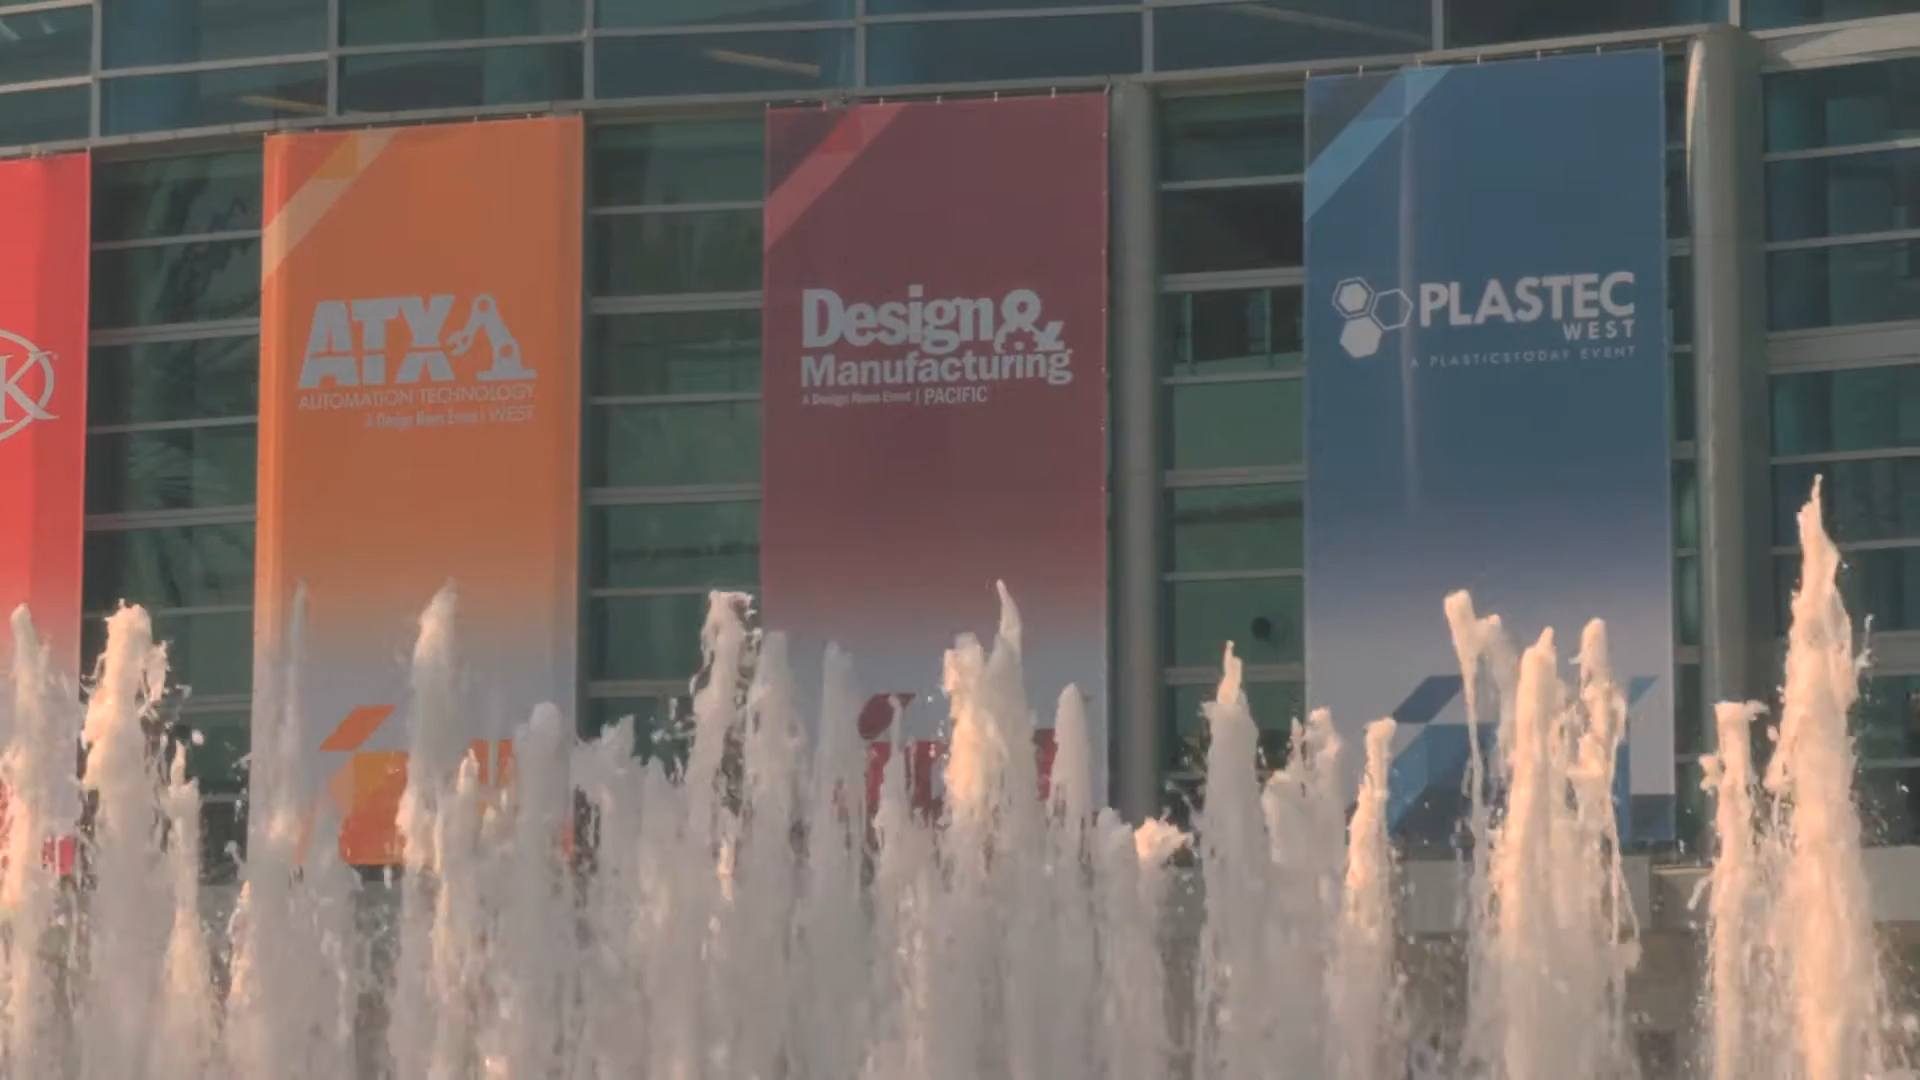 K
ATX
AUTOMATION TECHNOLOGY
A Design News Event | WEST
Design &
Manufacturing
A Design News Event | PACIFIC
PLASTEC
WEST
A PLASTICSTODAY EVENT